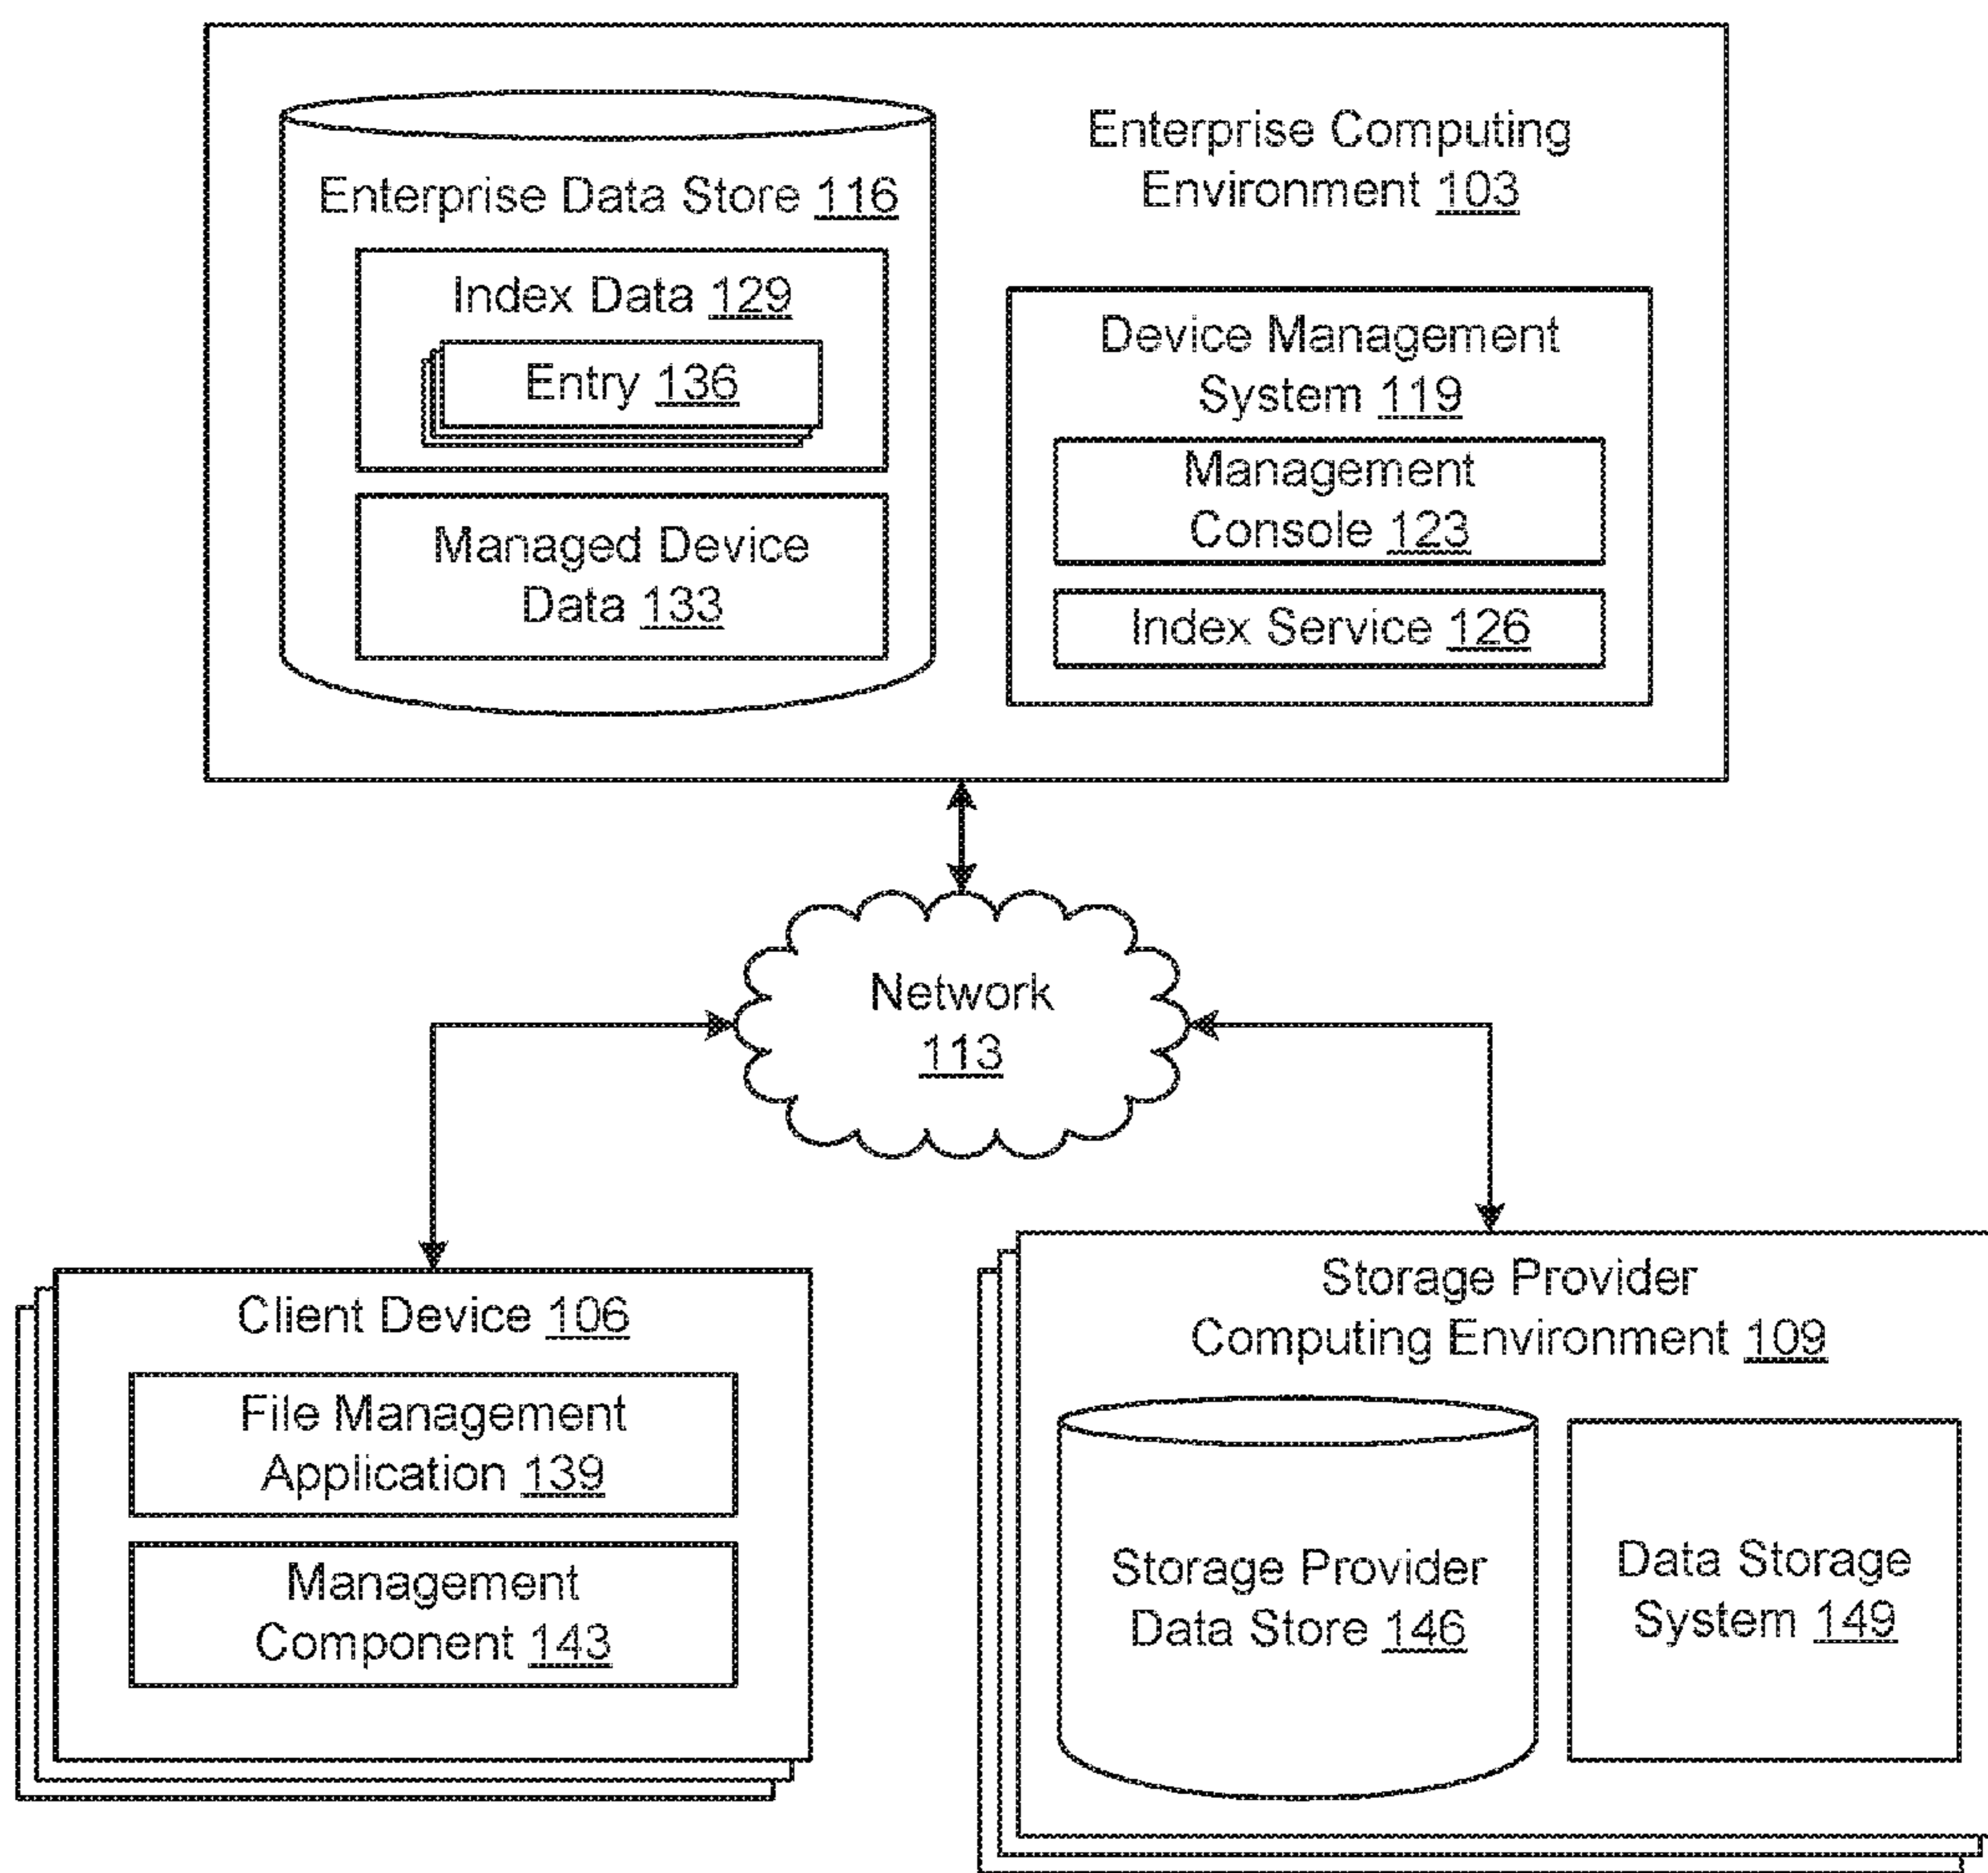 Enterprise Computing
Environment 103
Enterprise Data Store 116
Index Data 129
Entry 136
Managed Device
Data 133
Device Management
System 119
Management
Console 123
Index Service 126
Network
113
Client Device 106
File Management
Application 139
Management
Component 143
Storage Provider
Computing Environment 109
Storage Provider
Data Store 146
Data Storage
System 149